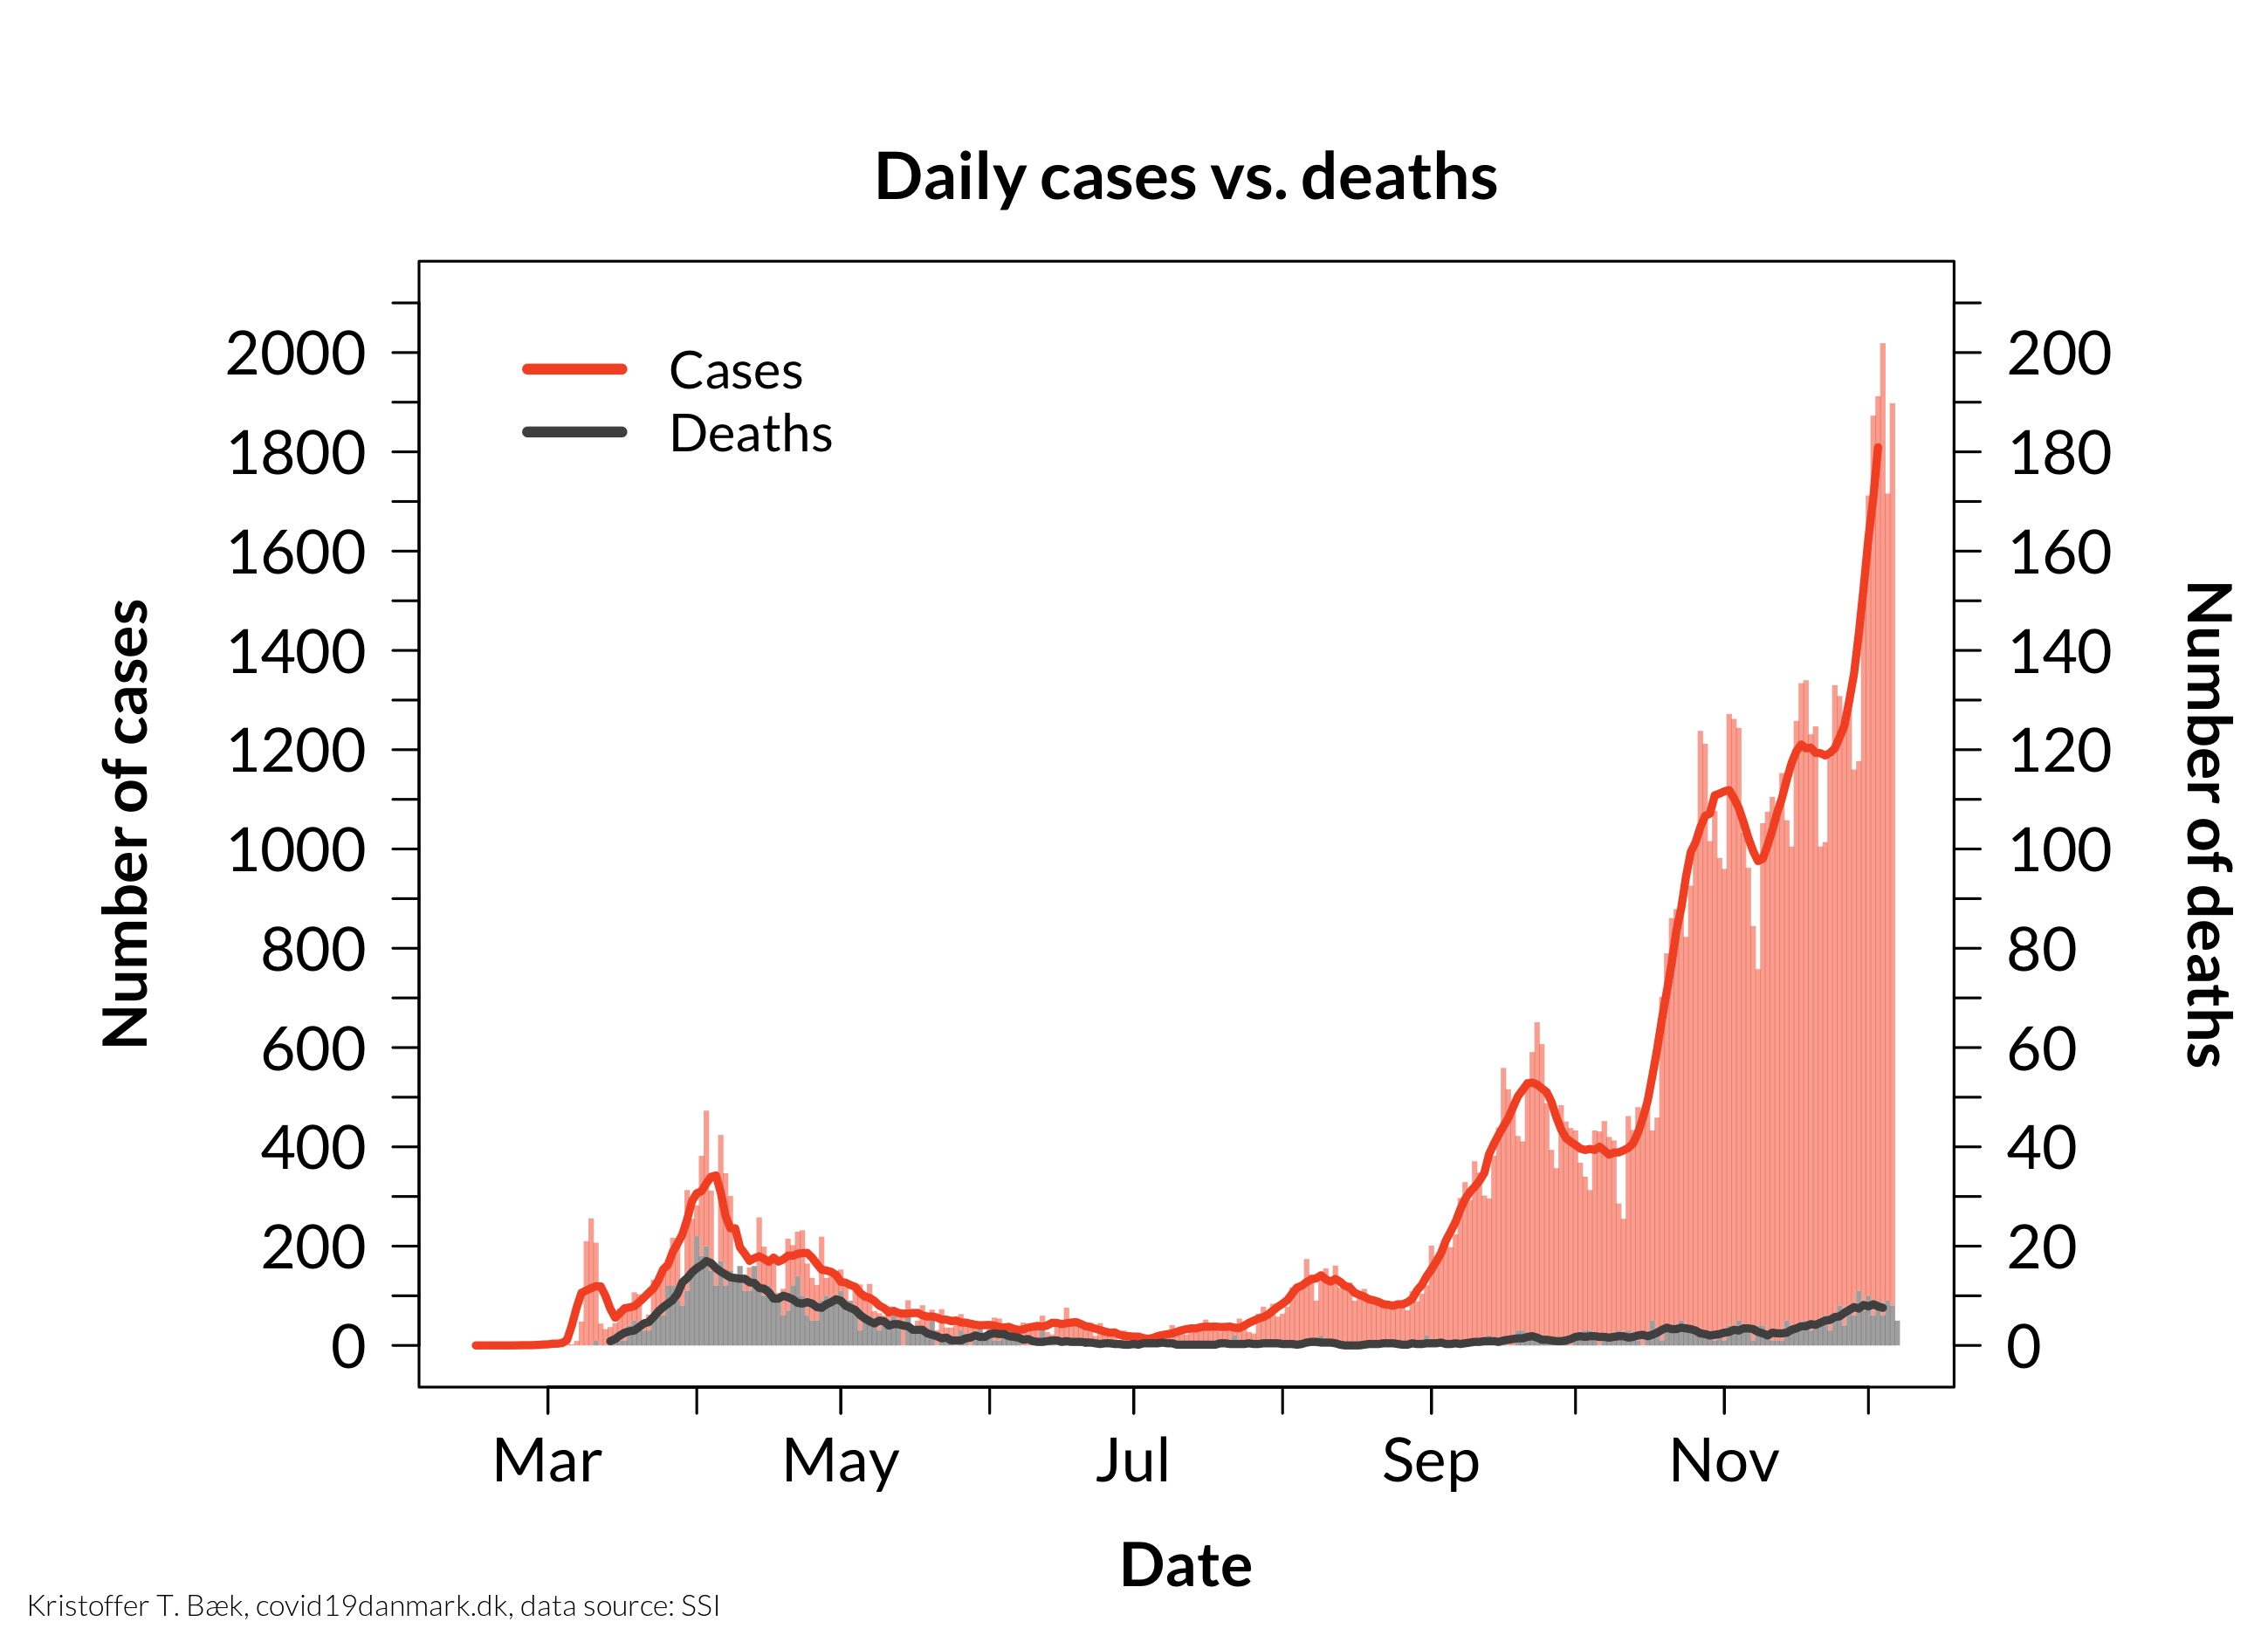 Daily cases vs. deaths
Cases
Deaths
Number of cases
2000
1800
1600
1400
1200
1000
800
600
400
200
0
200
180
160
140
120
100
80
60
40
20
0
Number of deaths
Mar May Jul Sep Nov
Date
Kristoffer T. Bæk, covid19danmark.dk, data source: SSI